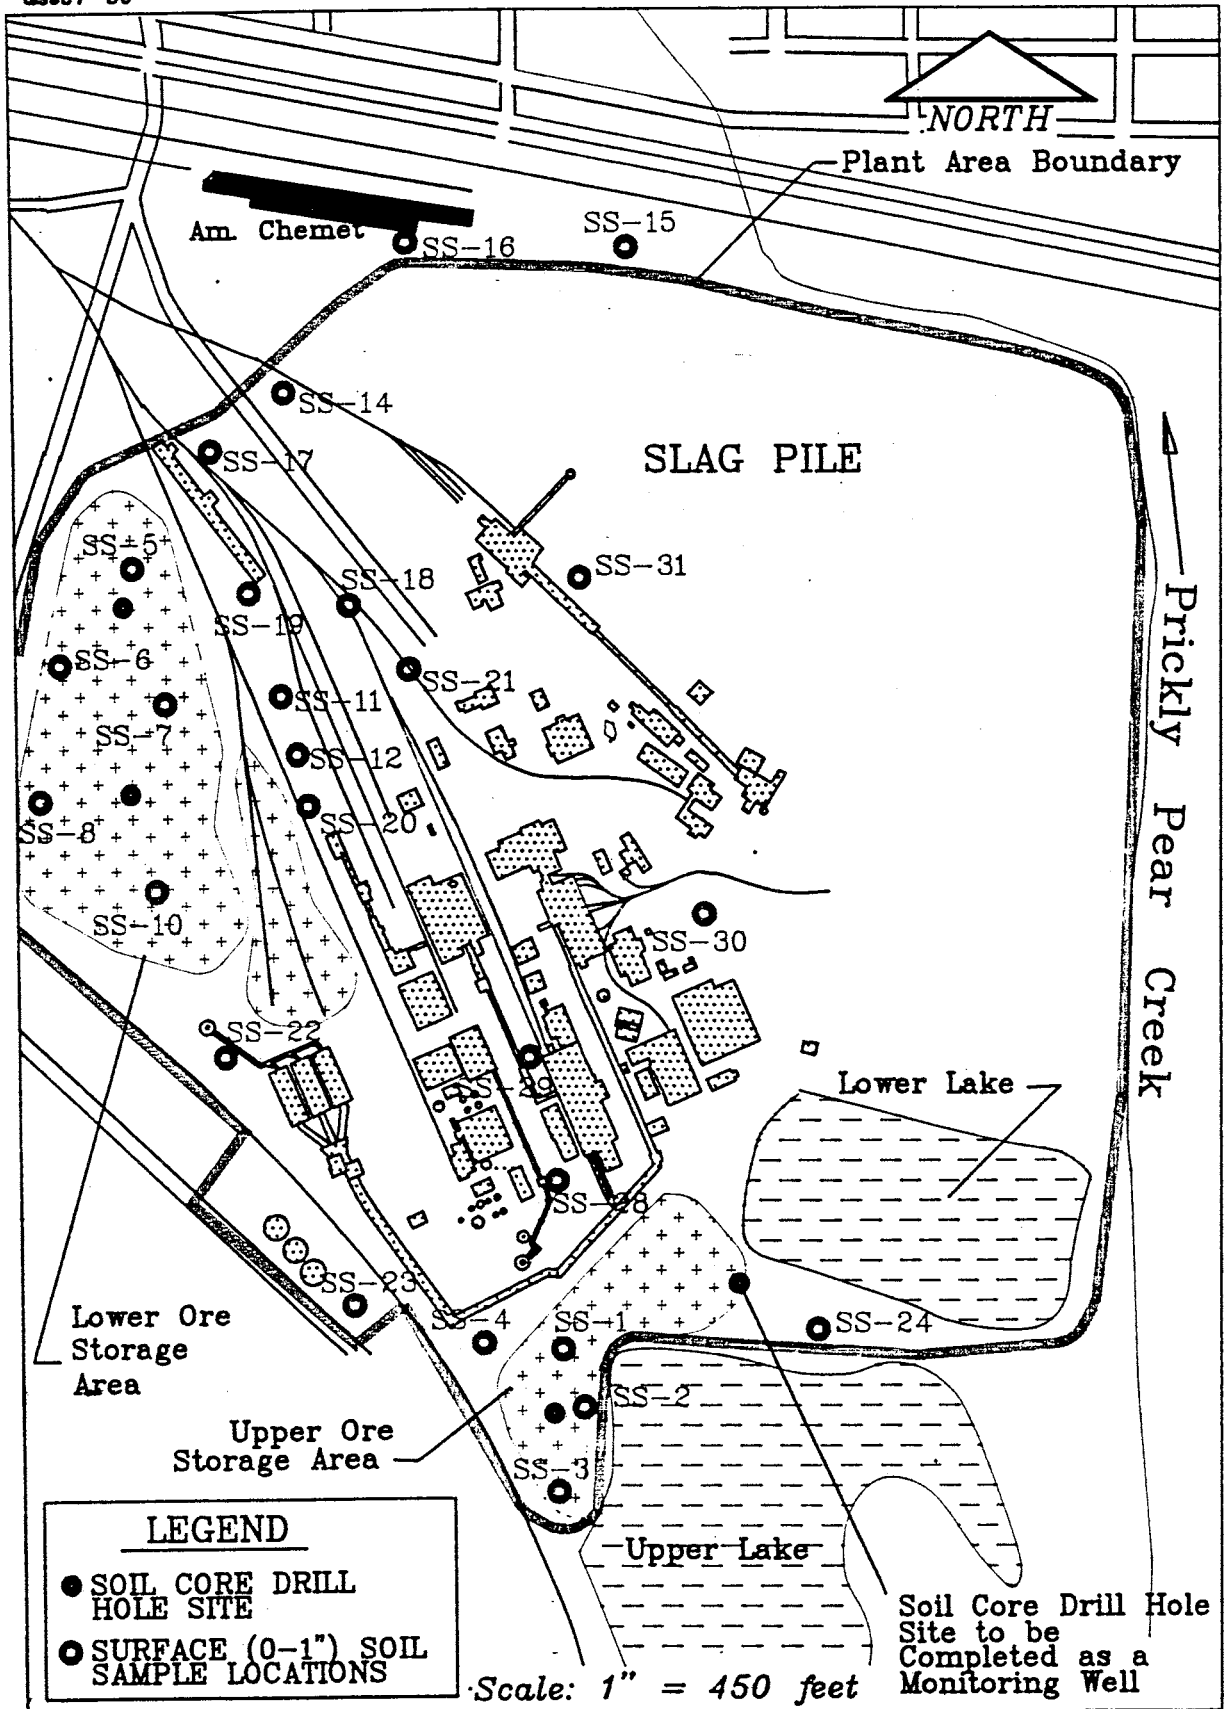 NORTH
Plant Area Boundary
Am. Chemet
SS-16
SS-15
SS-14
SS-17
SLAG PILE
SS-5
SS-31
SS-18
SS-19
SS-6
SS-21
SS-11
SS-7
SS-12
SS-8
SS-20
SS-10
SS-30
Prickly Pear Creek
SS-22
SS-29
Lower Lake
SS-28
SS-23
Lower Ore
Storage
Area
SS-4
SS-1
SS-24
SS-2
Upper Ore
Storage Area
SS-3
Upper Lake
LEGEND
SOIL CORE DRILL
HOLE SITE
SURFACE (0-1") SOIL
SAMPLE LOCATIONS
Scale: 1" = 450 feet
Soil Core Drill Hole
Site to be
Completed as a
Monitoring Well